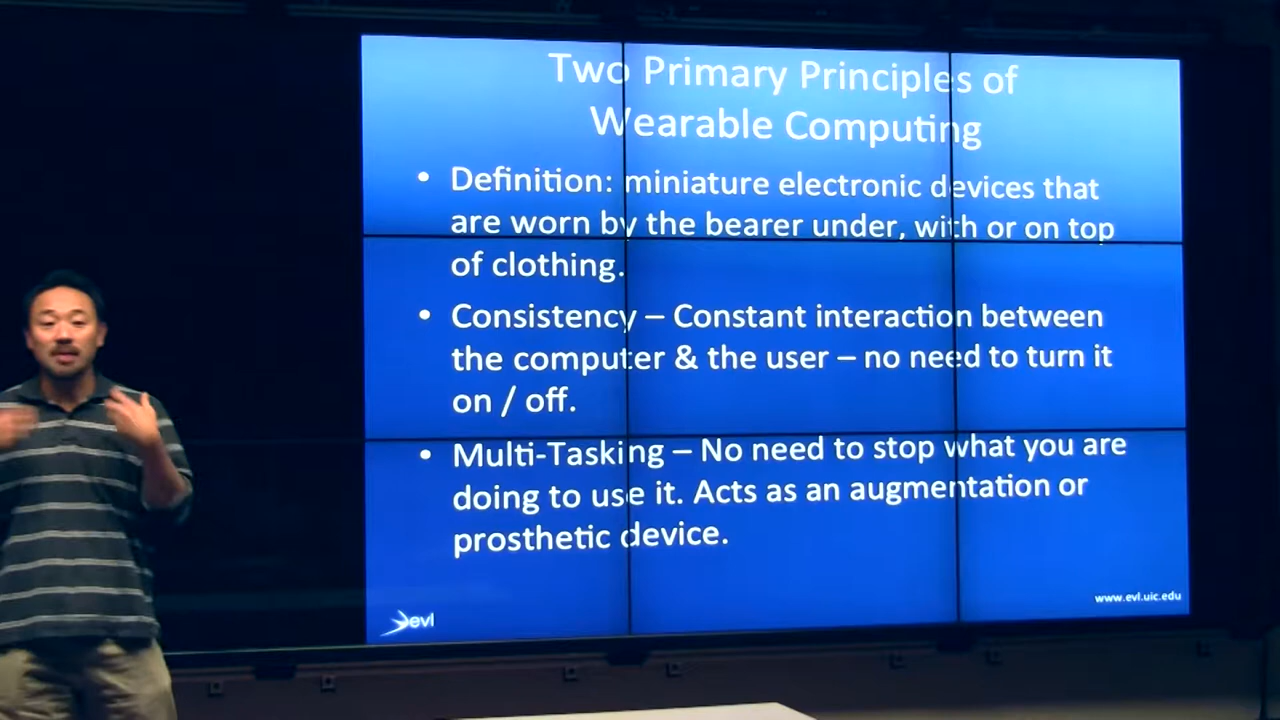 Two Primary Principles of
Wearable Computing
• Definition: miniature electronic devices that
are worn by the bearer under, with or on top
of clothing.
• Consistency – Constant interaction between
the computer & the user – no need to turn it
on / off.
• Multi-Tasking – No need to stop what you are
doing to use it. Acts as an augmentation or
prosthetic device.
evl
www.evl.uic.edu